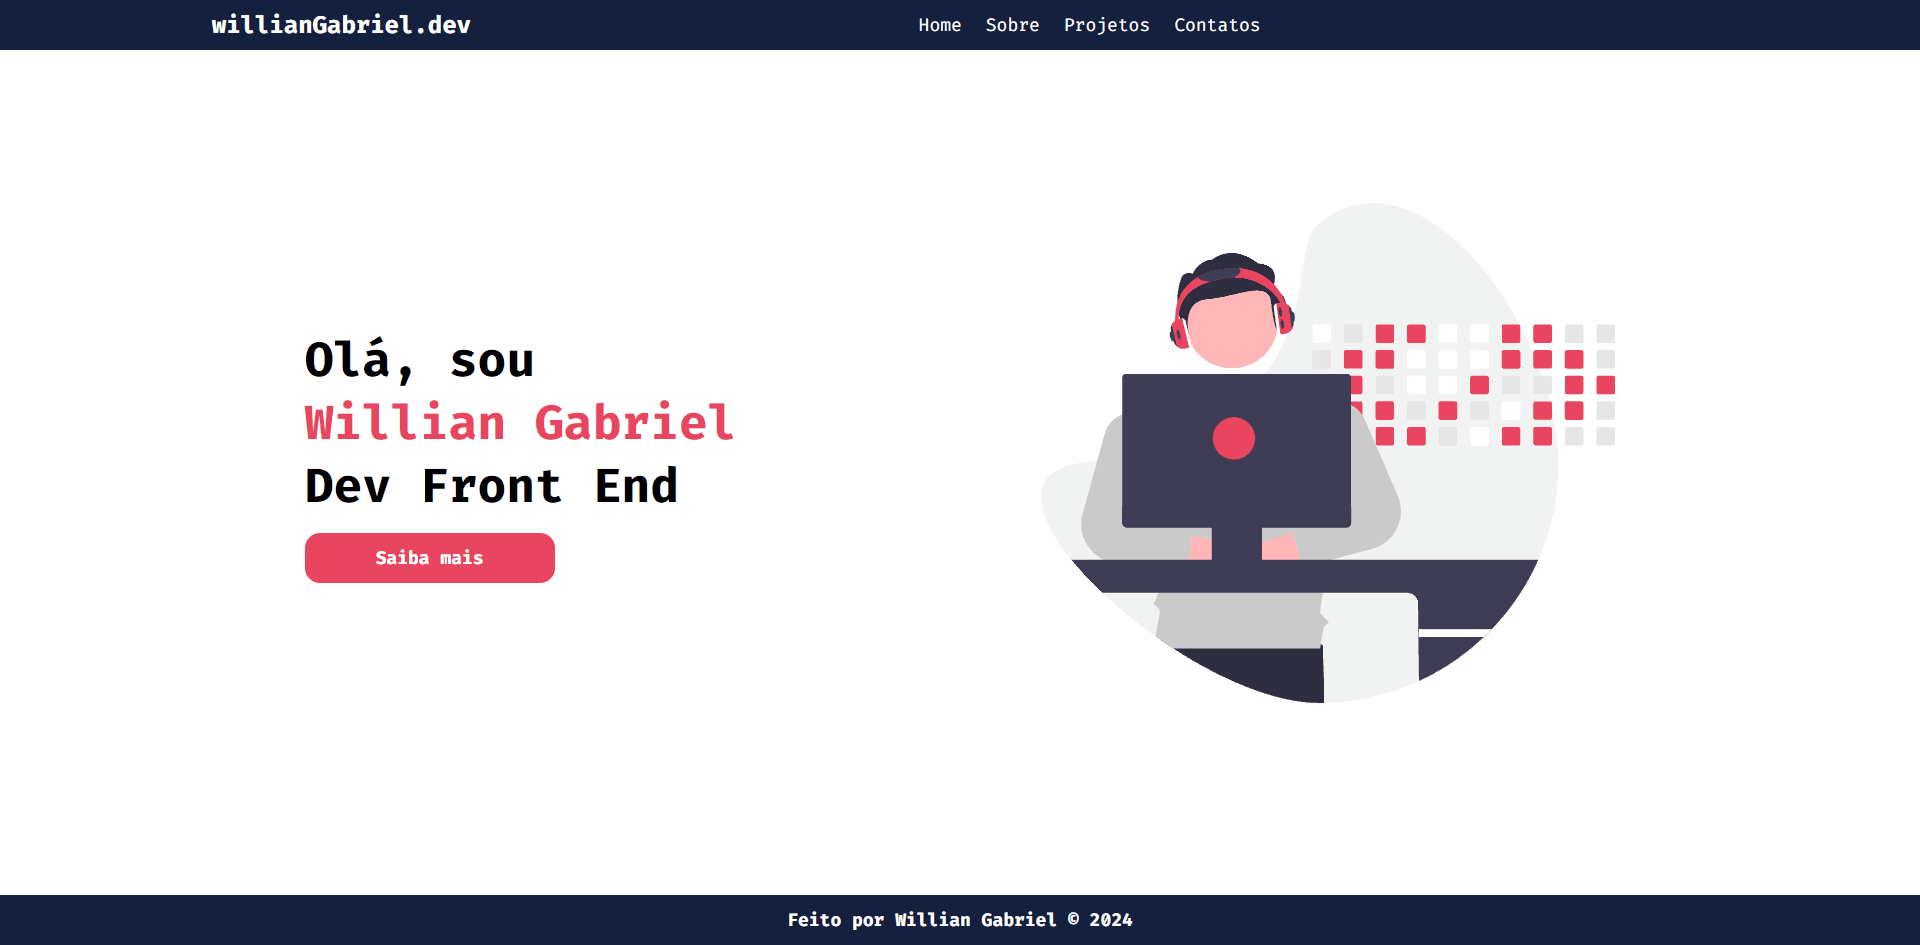 willianGabriel.dev
Home Sobre Projetos Contatos
Olá, sou
Willian Gabriel
Dev Front End
Saiba mais
Feito por Willian Gabriel © 2024